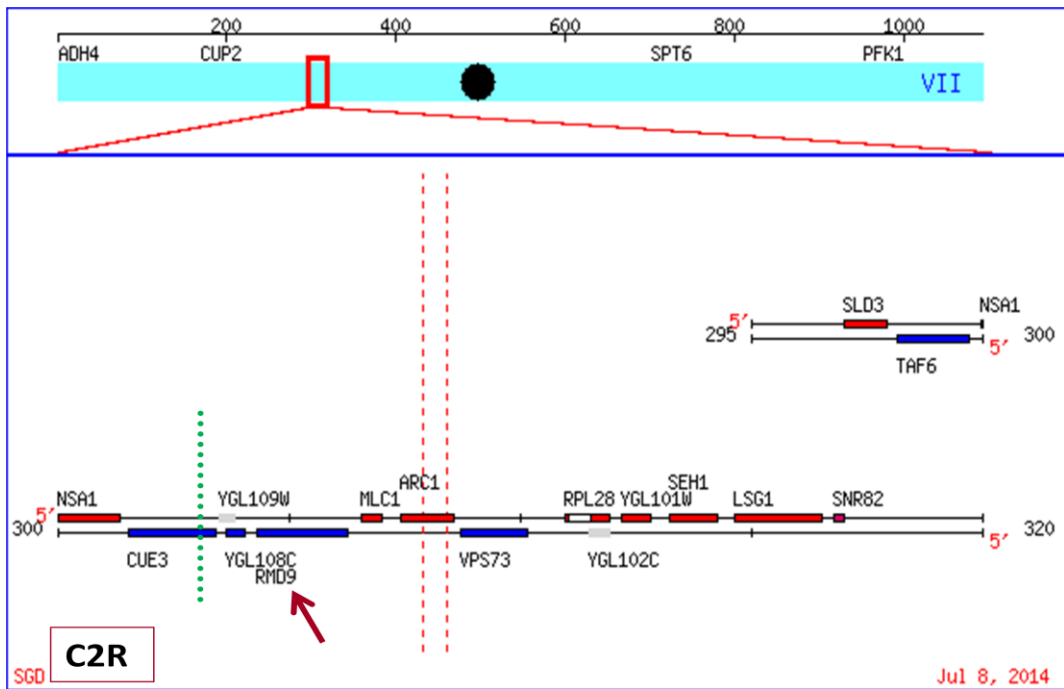 200 400 600 800 1000
ADH4 CUP2 SPT6 PFK1
VII
SLD3 NSA1
295 5′ 5′ 300
TAF6
ARC1 SEH1
NSA1 YGL109W MLC1 RPL28 YGL101W LSG1 SNR82
300 5′ 5′ 320
CUE3 YGL108C VPS73 YGL102C
RMD9
C2R
SGD Jul 8, 2014